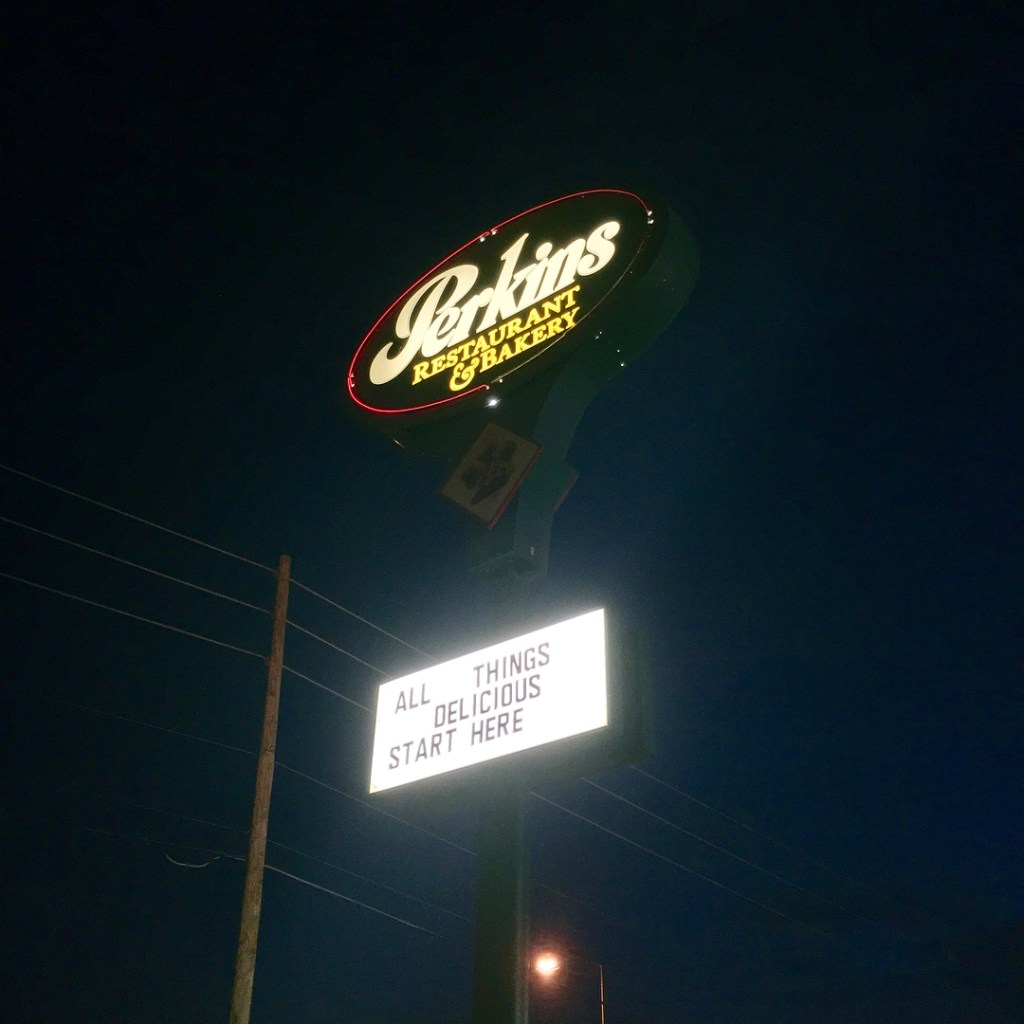 Perkins
RESTAURANT
& BAKERY
ALL THINGS
DELICIOUS
START HERE